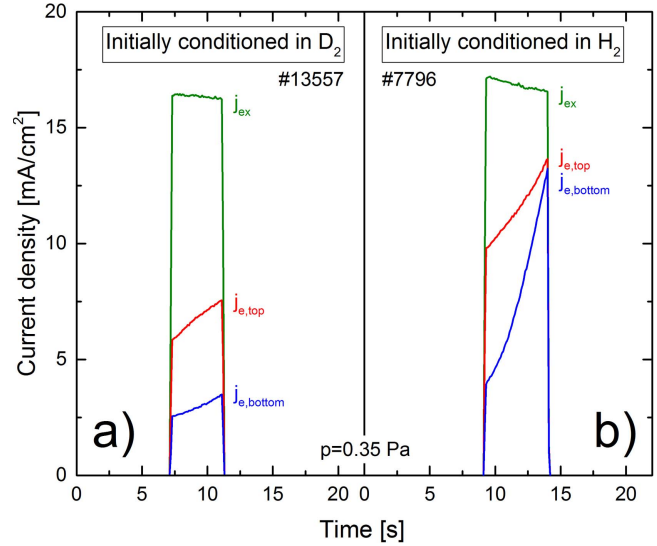 Initially conditioned in D2
#13557
jex
je,top
je,bottom
a)
Initially conditioned in H2
#7796
jex
je,top
je,bottom
b)
p=0.35 Pa
20
15
10
5
0
Current density [mA/cm²]
0 5 10 15 20 0 5 10 15 20
Time [s]